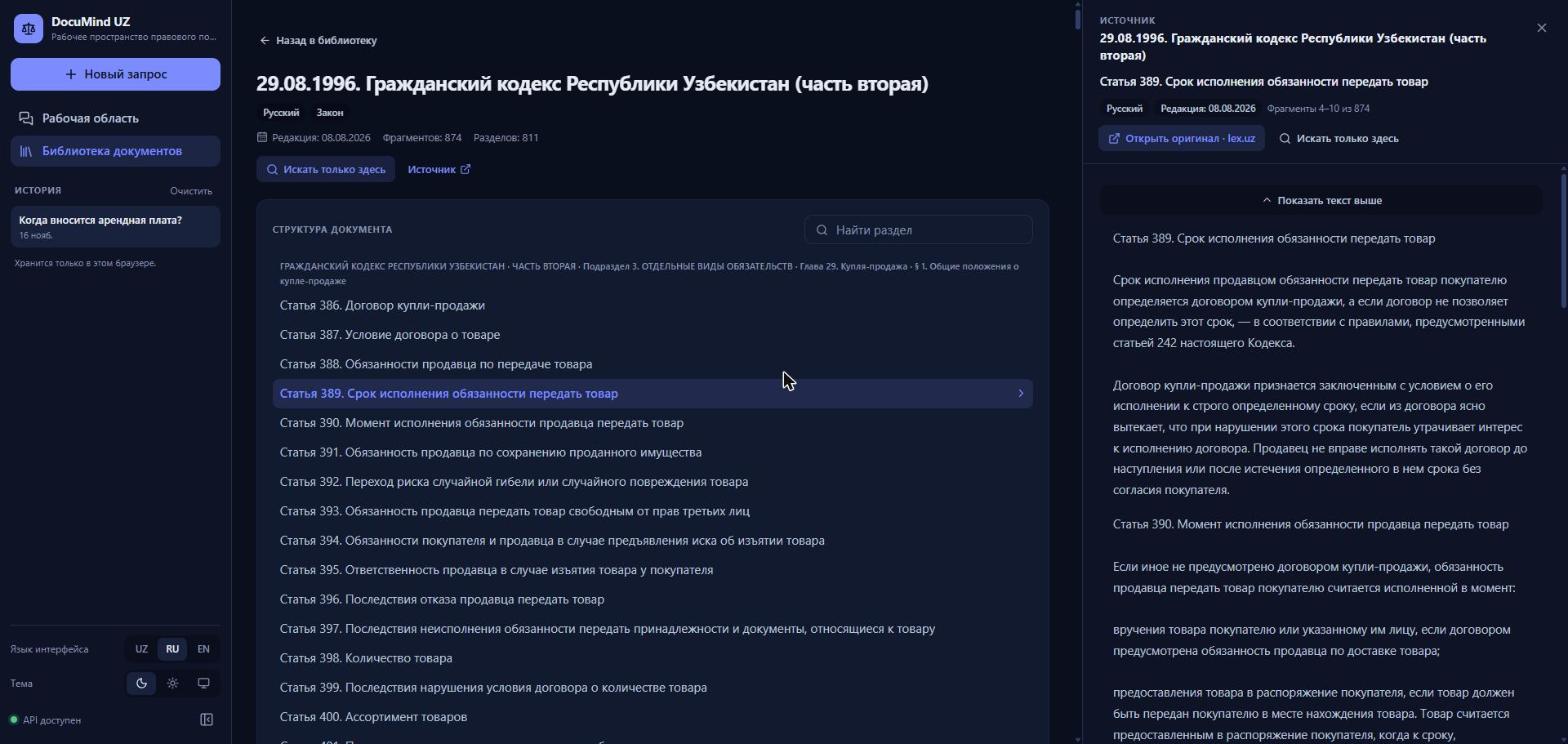 DocuMind UZ
Рабочее пространство правового по...
Новый запрос
Рабочая область
Библиотека документов
ИСТОРИЯ
Очистить
Когда вносится арендная плата?
16 нояб.
Хранится только в этом браузере.
Язык интерфейса
UZ RU EN
Тема
API доступен
Назад в библиотеку
29.08.1996. Гражданский кодекс Республики Узбекистан (часть вторая)
Русский Закон
Редакция: 08.08.2026 Фрагментов: 874 Разделов: 811
Искать только здесь Источник
СТРУКТУРА ДОКУМЕНТА
Найти раздел
ГРАЖДАНСКИЙ КОДЕКС РЕСПУБЛИКИ УЗБЕКИСТАН · ЧАСТЬ ВТОРАЯ · Подраздел 3. ОТДЕЛЬНЫЕ ВИДЫ ОБЯЗАТЕЛЬСТВ · Глава 29. Купля-продажа · § 1. Общие положения о
купле-продаже
Статья 386. Договор купли-продажи
Статья 387. Условие договора о товаре
Статья 388. Обязанности продавца по передаче товара
Статья 389. Срок исполнения обязанности передать товар
Статья 390. Момент исполнения обязанности продавца передать товар
Статья 391. Обязанность продавца по сохранению проданного имущества
Статья 392. Переход риска случайной гибели или случайного повреждения товара
Статья 393. Обязанность продавца передать товар свободным от прав третьих лиц
Статья 394. Обязанности покупателя и продавца в случае предъявления иска об изъятии товара
Статья 395. Ответственность продавца в случае изъятия товара у покупателя
Статья 396. Последствия отказа продавца передать товар
Статья 397. Последствия неисполнения обязанности передать принадлежности и документы, относящиеся к товару
Статья 398. Количество товара
Статья 399. Последствия нарушения условия договора о количестве товара
Статья 400. Ассортимент товаров
ИСТОЧНИК
29.08.1996. Гражданский кодекс Республики Узбекистан (часть
вторая)
Статья 389. Срок исполнения обязанности передать товар
Русский Редакция: 08.08.2026 Фрагменты 4–10 из 874
Открыть оригинал · lex.uz Искать только здесь
Показать текст выше
Статья 389. Срок исполнения обязанности передать товар
Срок исполнения продавцом обязанности передать товар покупателю
определяется договором купли-продажи, а если договор не позволяет
определить этот срок, — в соответствии с правилами, предусмотренными
статьей 242 настоящего Кодекса.
Договор купли-продажи признается заключенным с условием о его
исполнении к строго определенному сроку, если из договора ясно
вытекает, что при нарушении этого срока покупатель утрачивает интерес
к исполнению договора. Продавец не вправе исполнять такой договор до
наступления или после истечения определенного в нем срока без
согласия покупателя.
Статья 390. Момент исполнения обязанности продавца передать товар
Если иное не предусмотрено договором купли-продажи, обязанность
продавца передать товар покупателю считается исполненной в момент:
вручения товара покупателю или указанному им лицу, если договором
предусмотрена обязанность продавца по доставке товара;
предоставления товара в распоряжение покупателя, если товар должен
быть передан покупателю в месте нахождения товара. Товар считается
предоставленным в распоряжение покупателя, когда к сроку,